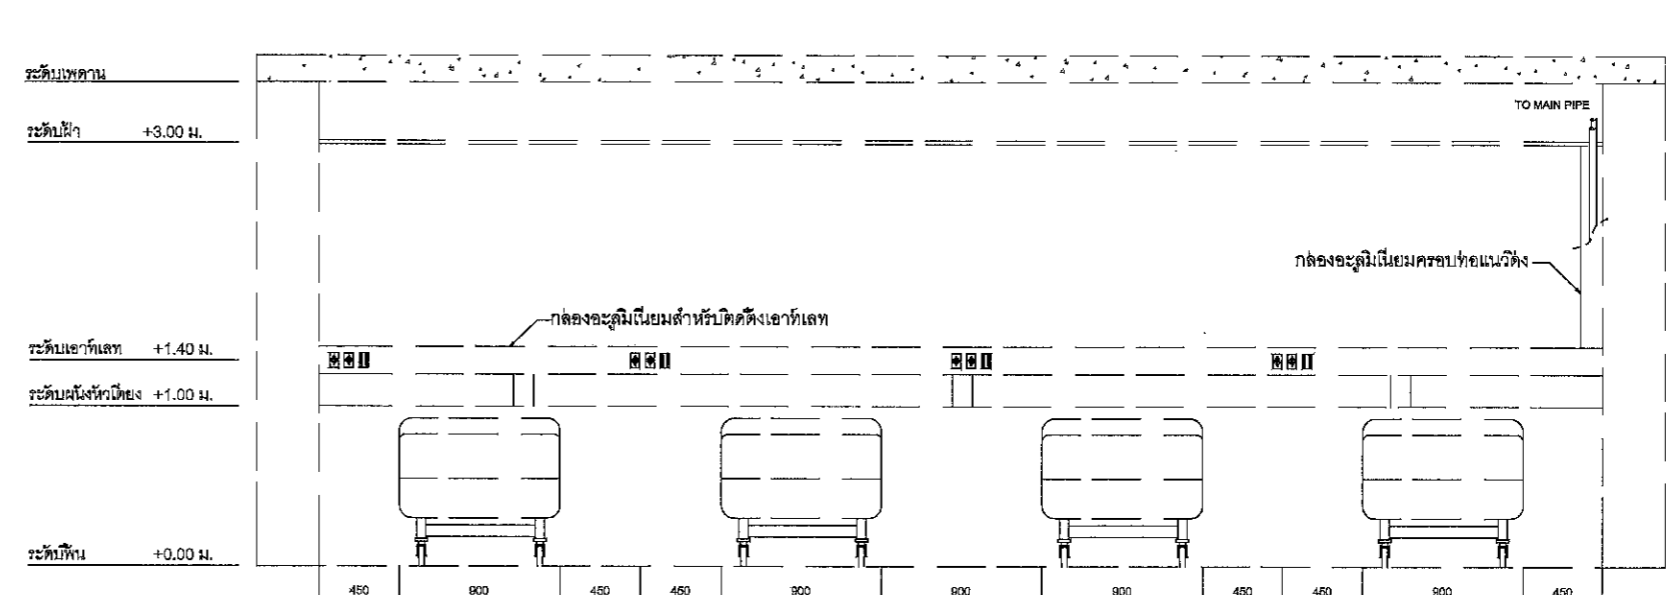 ระดับเพดาน
TO MAIN PIPE
ระดับฝ้า +3.00 ม.
กล่องอะลูมิเนียมครอบท่อแนวดิ่ง
กล่องอะลูมิเนียมสำหรับติดตั้งเอาท์เลท
ระดับเอาท์เลท +1.40 ม.
ระดับผนังหัวเตียง +1.00 ม.
ระดับพื้น +0.00 ม.
450 900 450 450 900 900 900 450 450 900 450